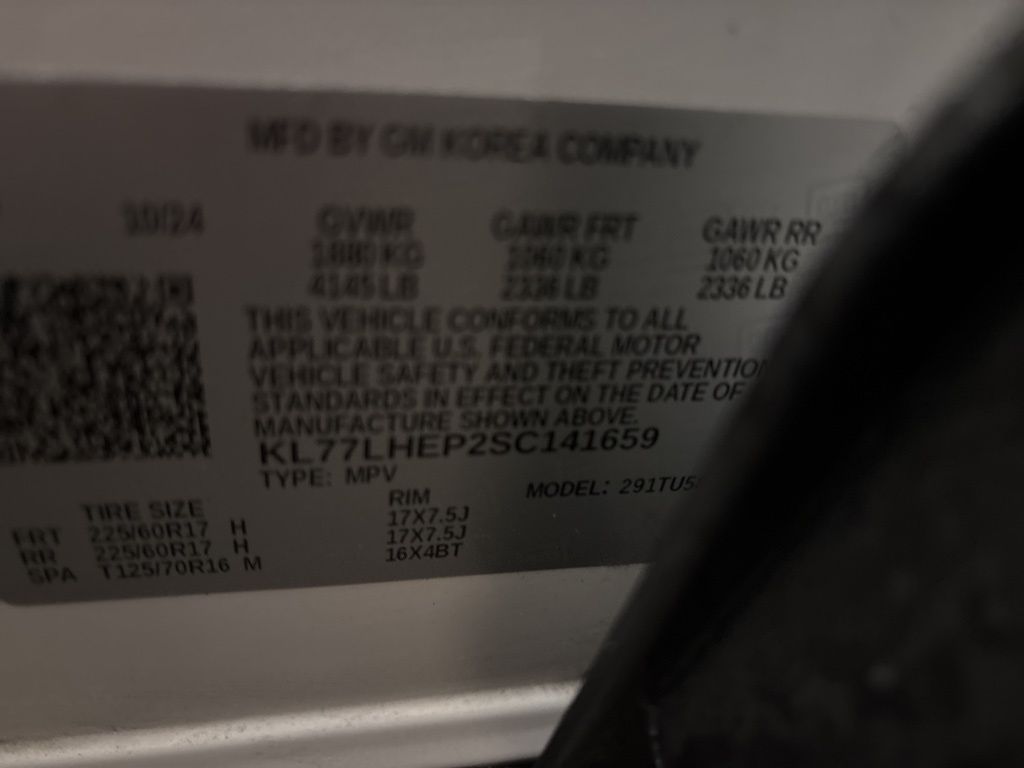 MFD BY GM KOREA COMPANY
10/24 GVWR GAWR FRT GAWR RR
1880 KG 1060 KG 1060 KG
4145 LB 2336 LB 2336 LB
THIS VEHICLE CONFORMS TO ALL
APPLICABLE U.S. FEDERAL MOTOR
VEHICLE SAFETY AND THEFT PREVENTION
STANDARDS IN EFFECT ON THE DATE OF
MANUFACTURE SHOWN ABOVE.
KL77LHEP2SC141659
TYPE: MPV MODEL: 291TU5
TIRE SIZE RIM
FRT 225/60R17 H 17X7.5J
RR 225/60R17 H 17X7.5J
SPA T125/70R16 M 16X4BT